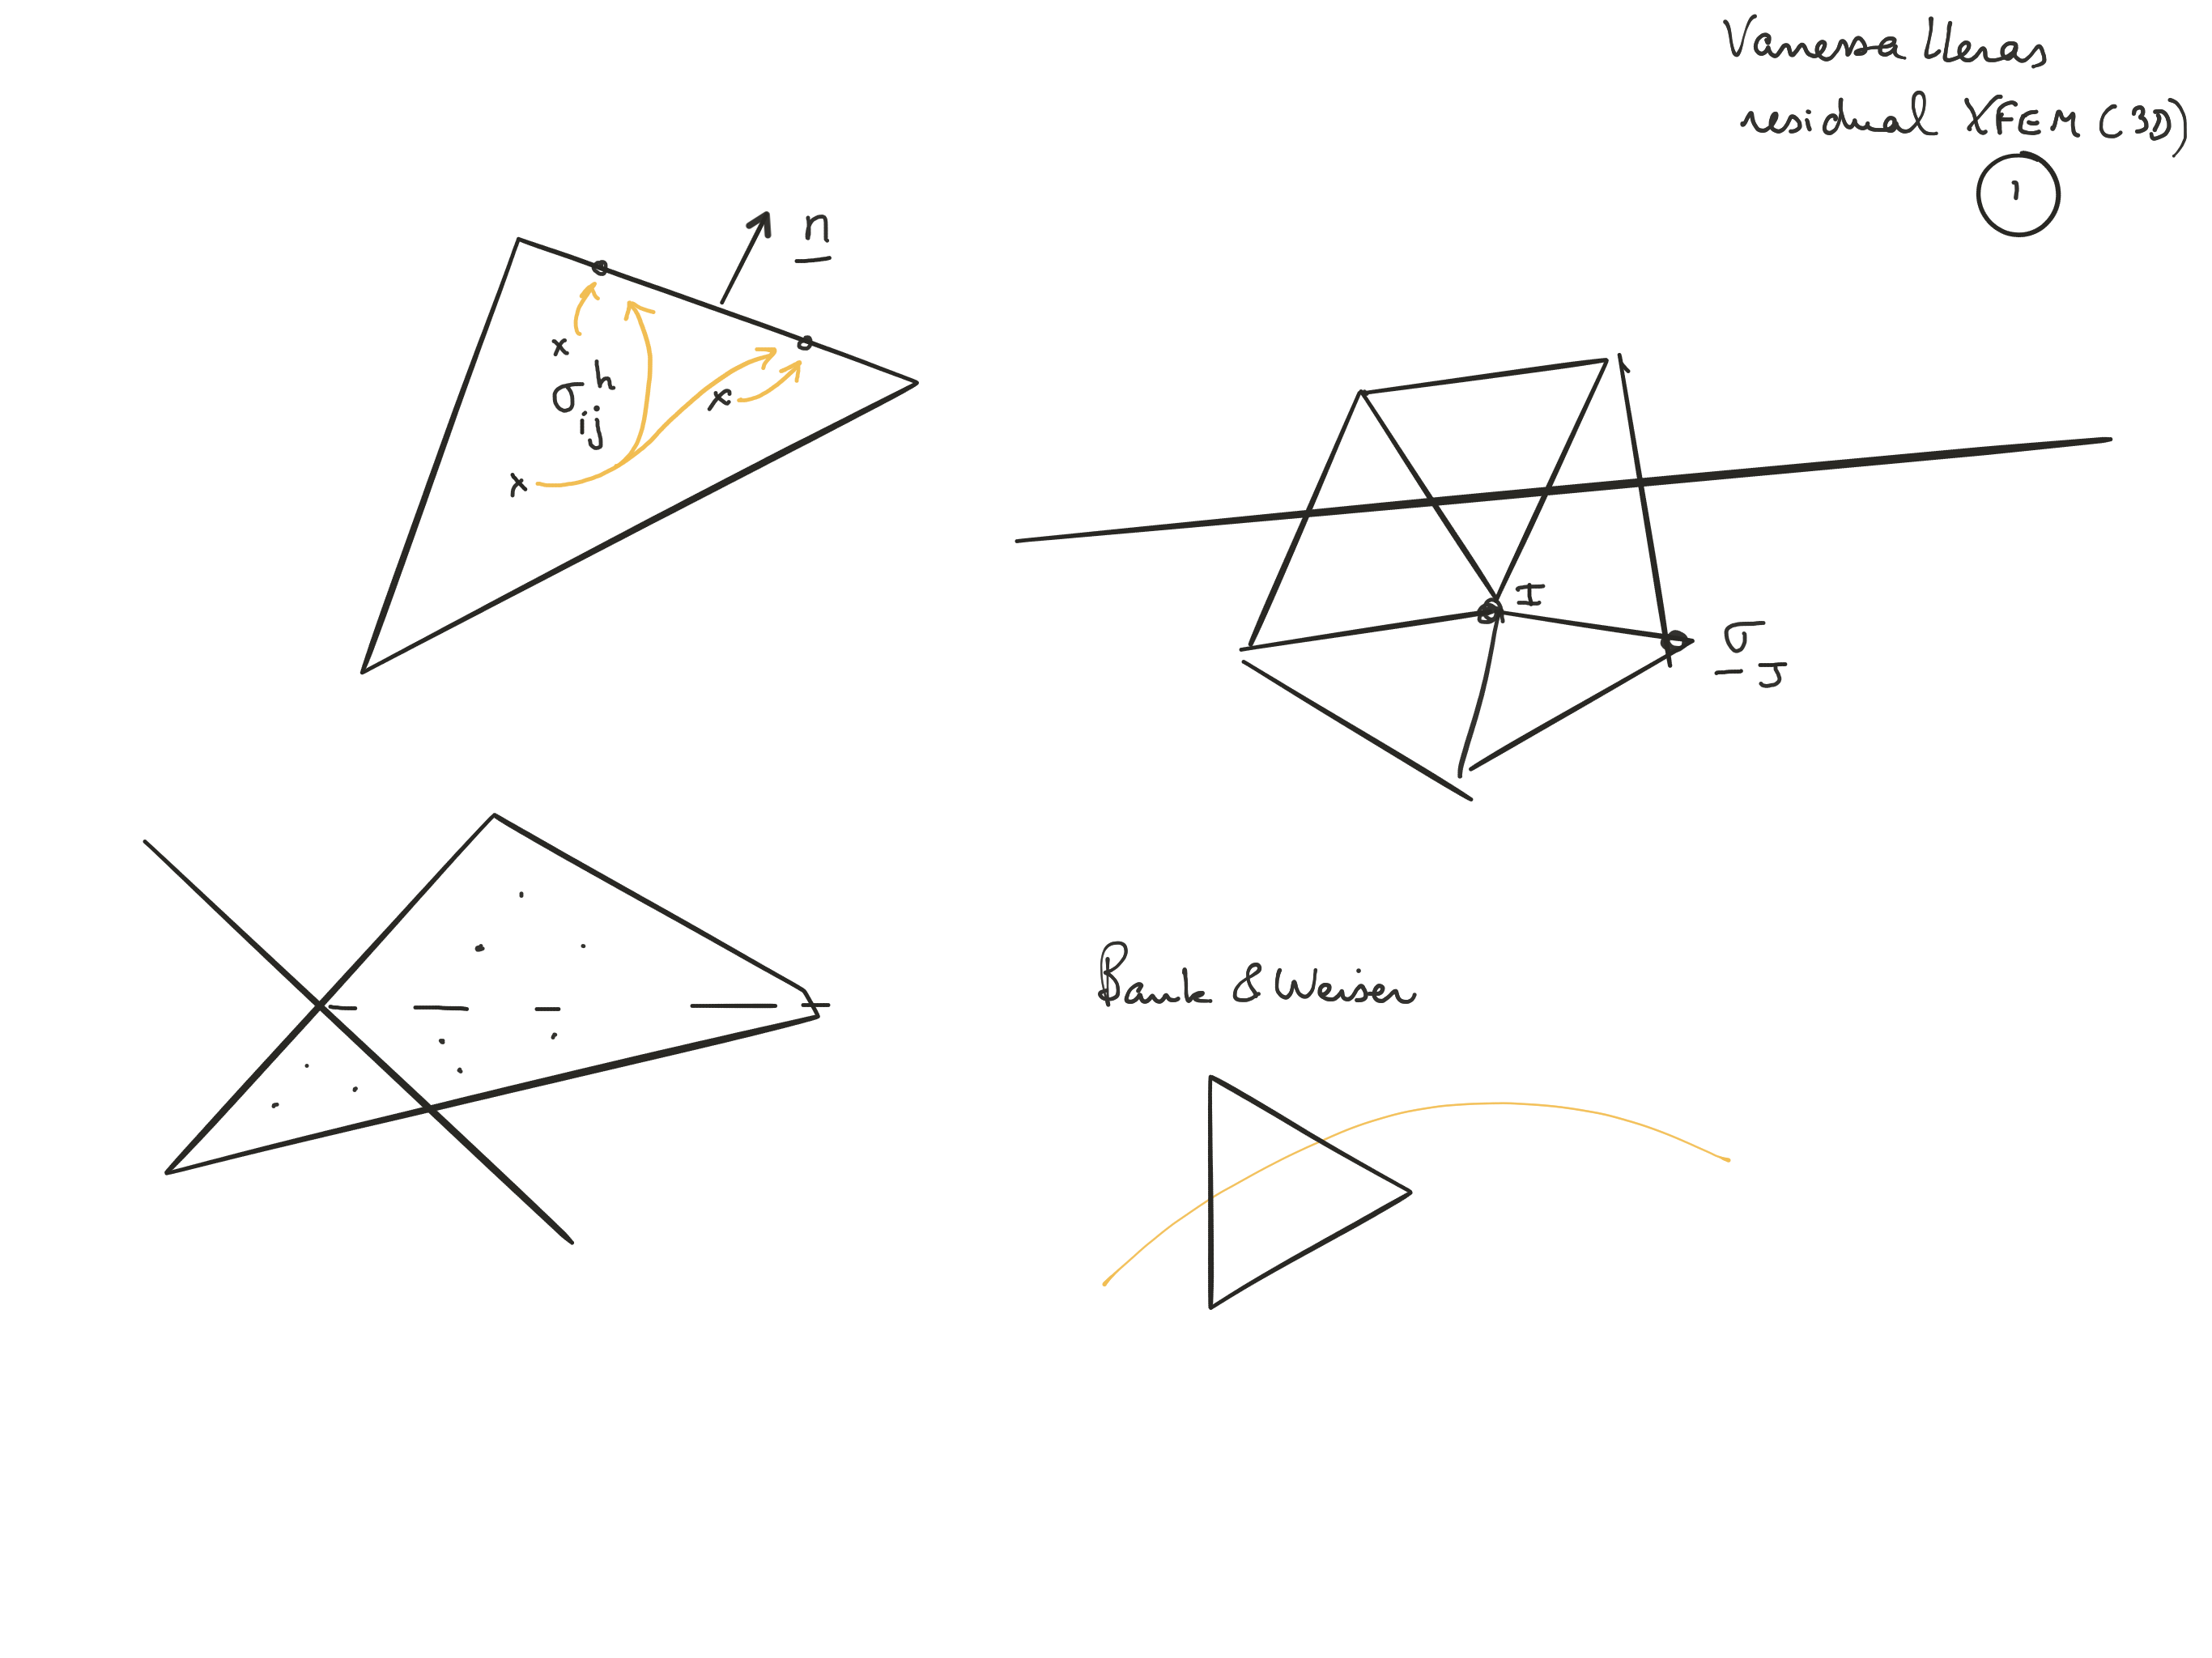 Vanessa Lleras
residual XFEM (3D)
1
n
σ h ij
I
σ J
Bank & Weiser